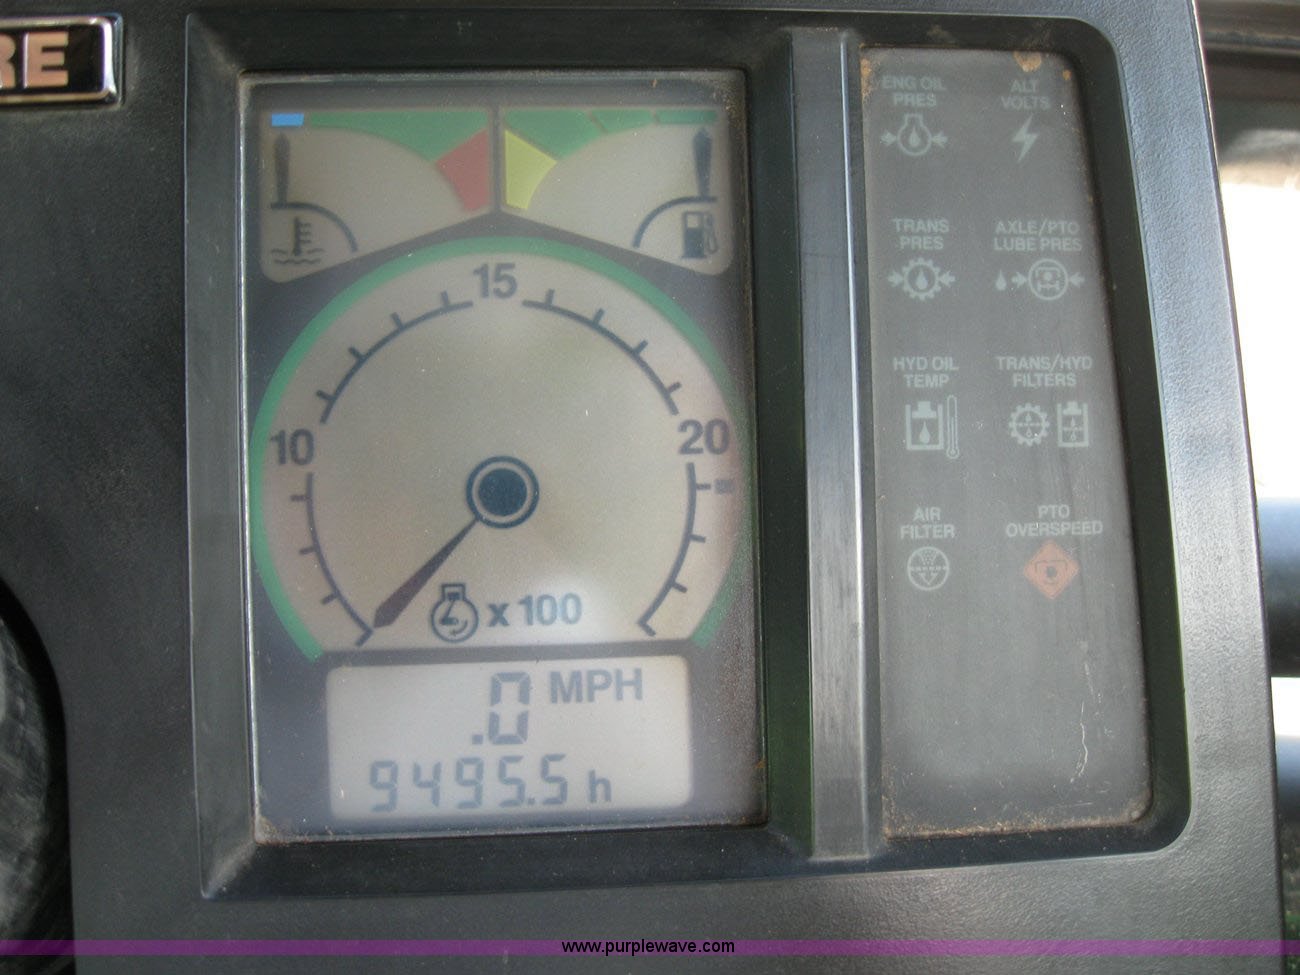 RE
ENG OIL
PRES
ALT
VOLTS
TRANS
PRES
AXLE/PTO
LUBE PRES
HYD OIL
TEMP
TRANS/HYD
FILTERS
AIR
FILTER
PTO
OVERSPEED
15
10
20
x 100
.0 MPH
9495.5 h
www.purplewave.com